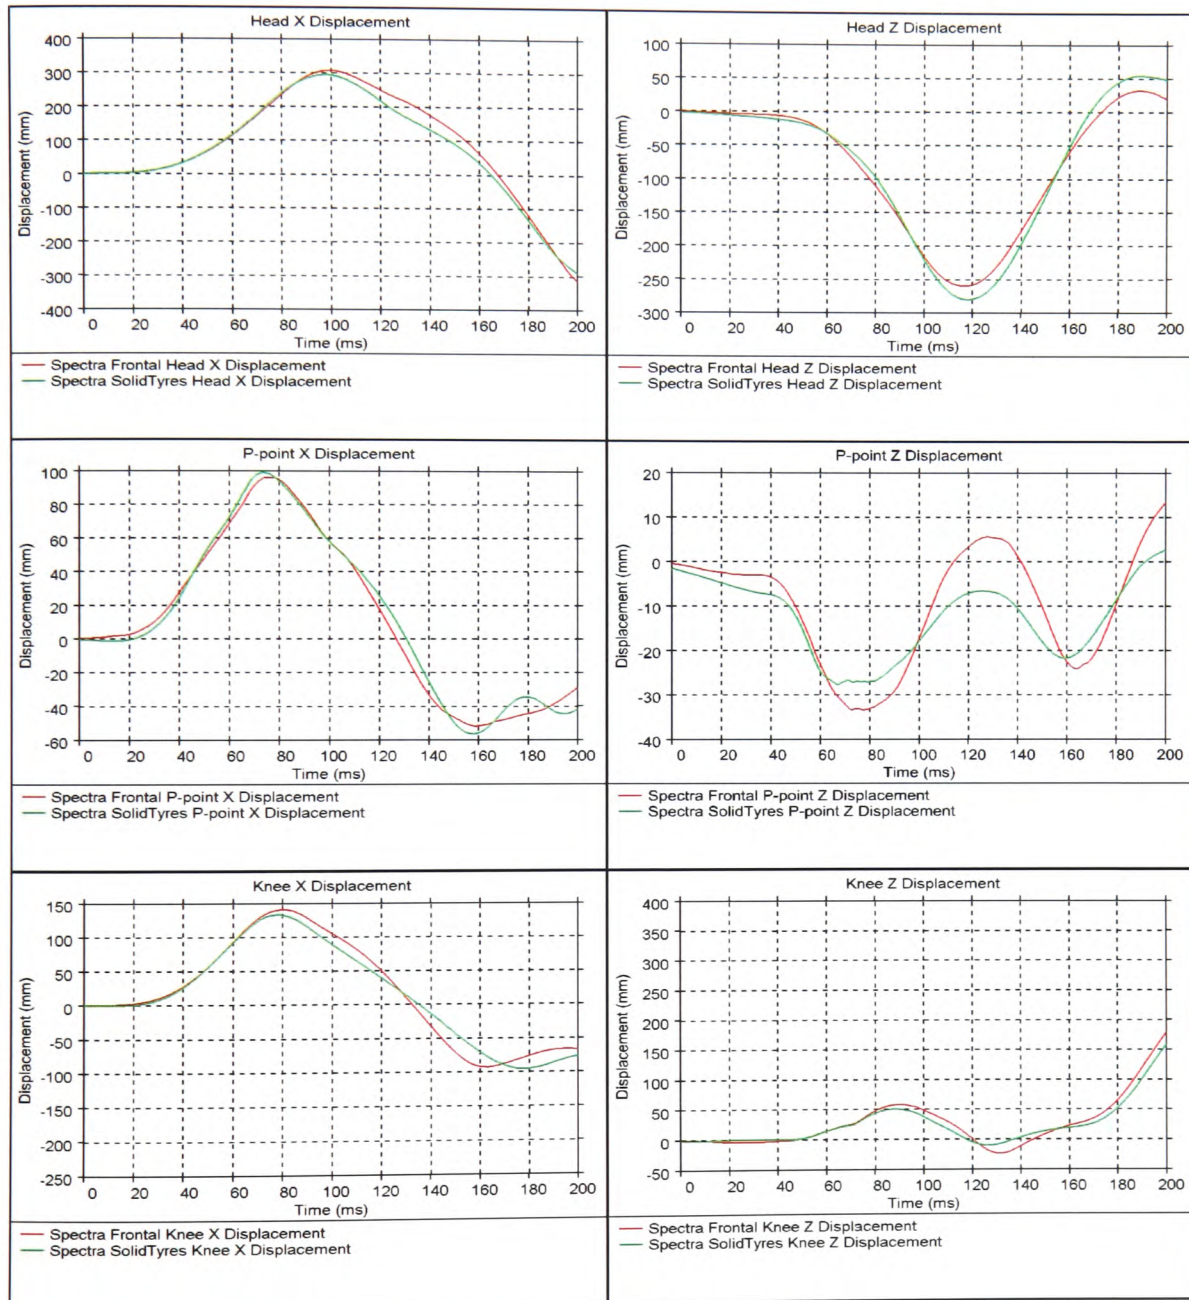 Head X Displacement
400
300
200
100
0
-100
-200
-300
-400
Displacement (mm)
0 20 40 60 80 100 120 140 160 180 200
Time (ms)
Spectra Frontal Head X Displacement
Spectra SolidTyres Head X Displacement
Head Z Displacement
100
50
0
-50
-100
-150
-200
-250
-300
Displacement (mm)
0 20 40 60 80 100 120 140 160 180 200
Time (ms)
Spectra Frontal Head Z Displacement
Spectra SolidTyres Head Z Displacement
P-point X Displacement
100
80
60
40
20
0
-20
-40
-60
Displacement (mm)
0 20 40 60 80 100 120 140 160 180 200
Time (ms)
Spectra Frontal P-point X Displacement
Spectra SolidTyres P-point X Displacement
P-point Z Displacement
20
10
0
-10
-20
-30
-40
Displacement (mm)
0 20 40 60 80 100 120 140 160 180 200
Time (ms)
Spectra Frontal P-point Z Displacement
Spectra SolidTyres P-point Z Displacement
Knee X Displacement
150
100
50
0
-50
-100
-150
-200
-250
Displacement (mm)
0 20 40 60 80 100 120 140 160 180 200
Time (ms)
Spectra Frontal Knee X Displacement
Spectra SolidTyres Knee X Displacement
Knee Z Displacement
400
350
300
250
200
150
100
50
0
-50
Displacement (mm)
0 20 40 60 80 100 120 140 160 180 200
Time (ms)
Spectra Frontal Knee Z Displacement
Spectra SolidTyres Knee Z Displacement